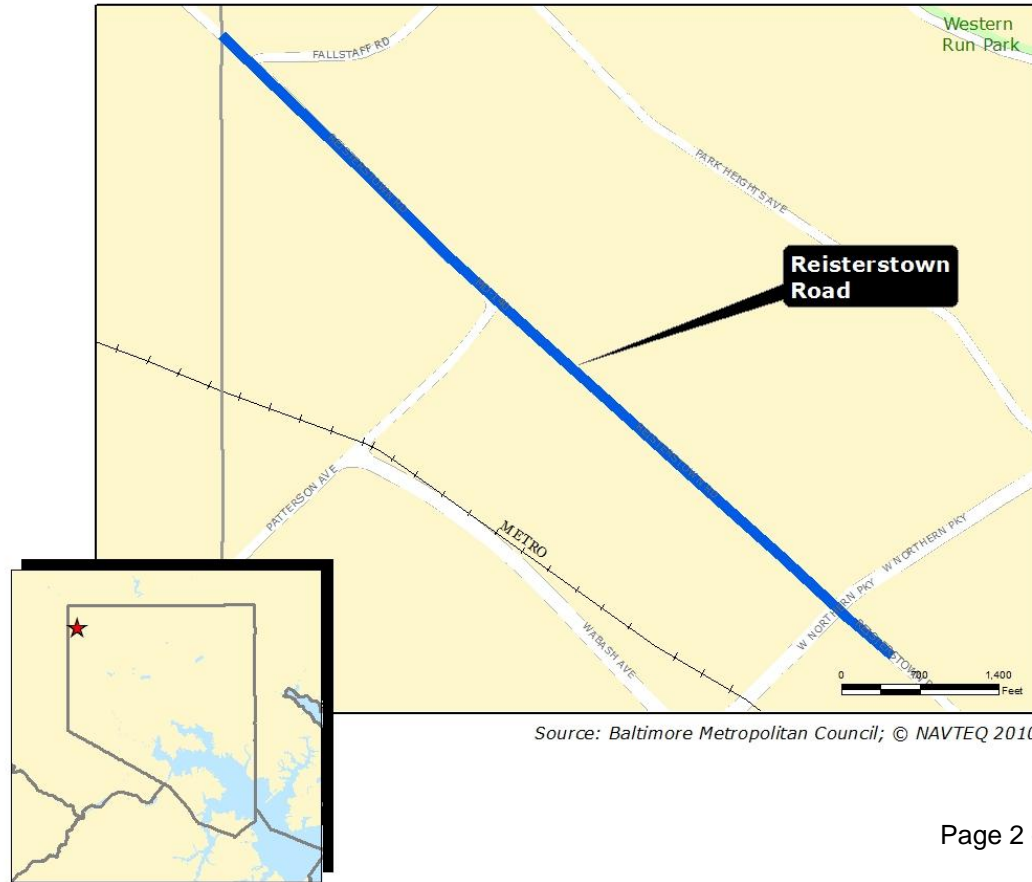 Western
Run Park
FALLSTAFF RD
PARK HEIGHTS AVE
Reisterstown
Road
PATTERSON AVE
METRO
W NORTHERN PKY
W NORTHERN PKY
WABASH AVE
0 700 1,400
Feet
Source: Baltimore Metropolitan Council; © NAVTEQ 2010
Page 2